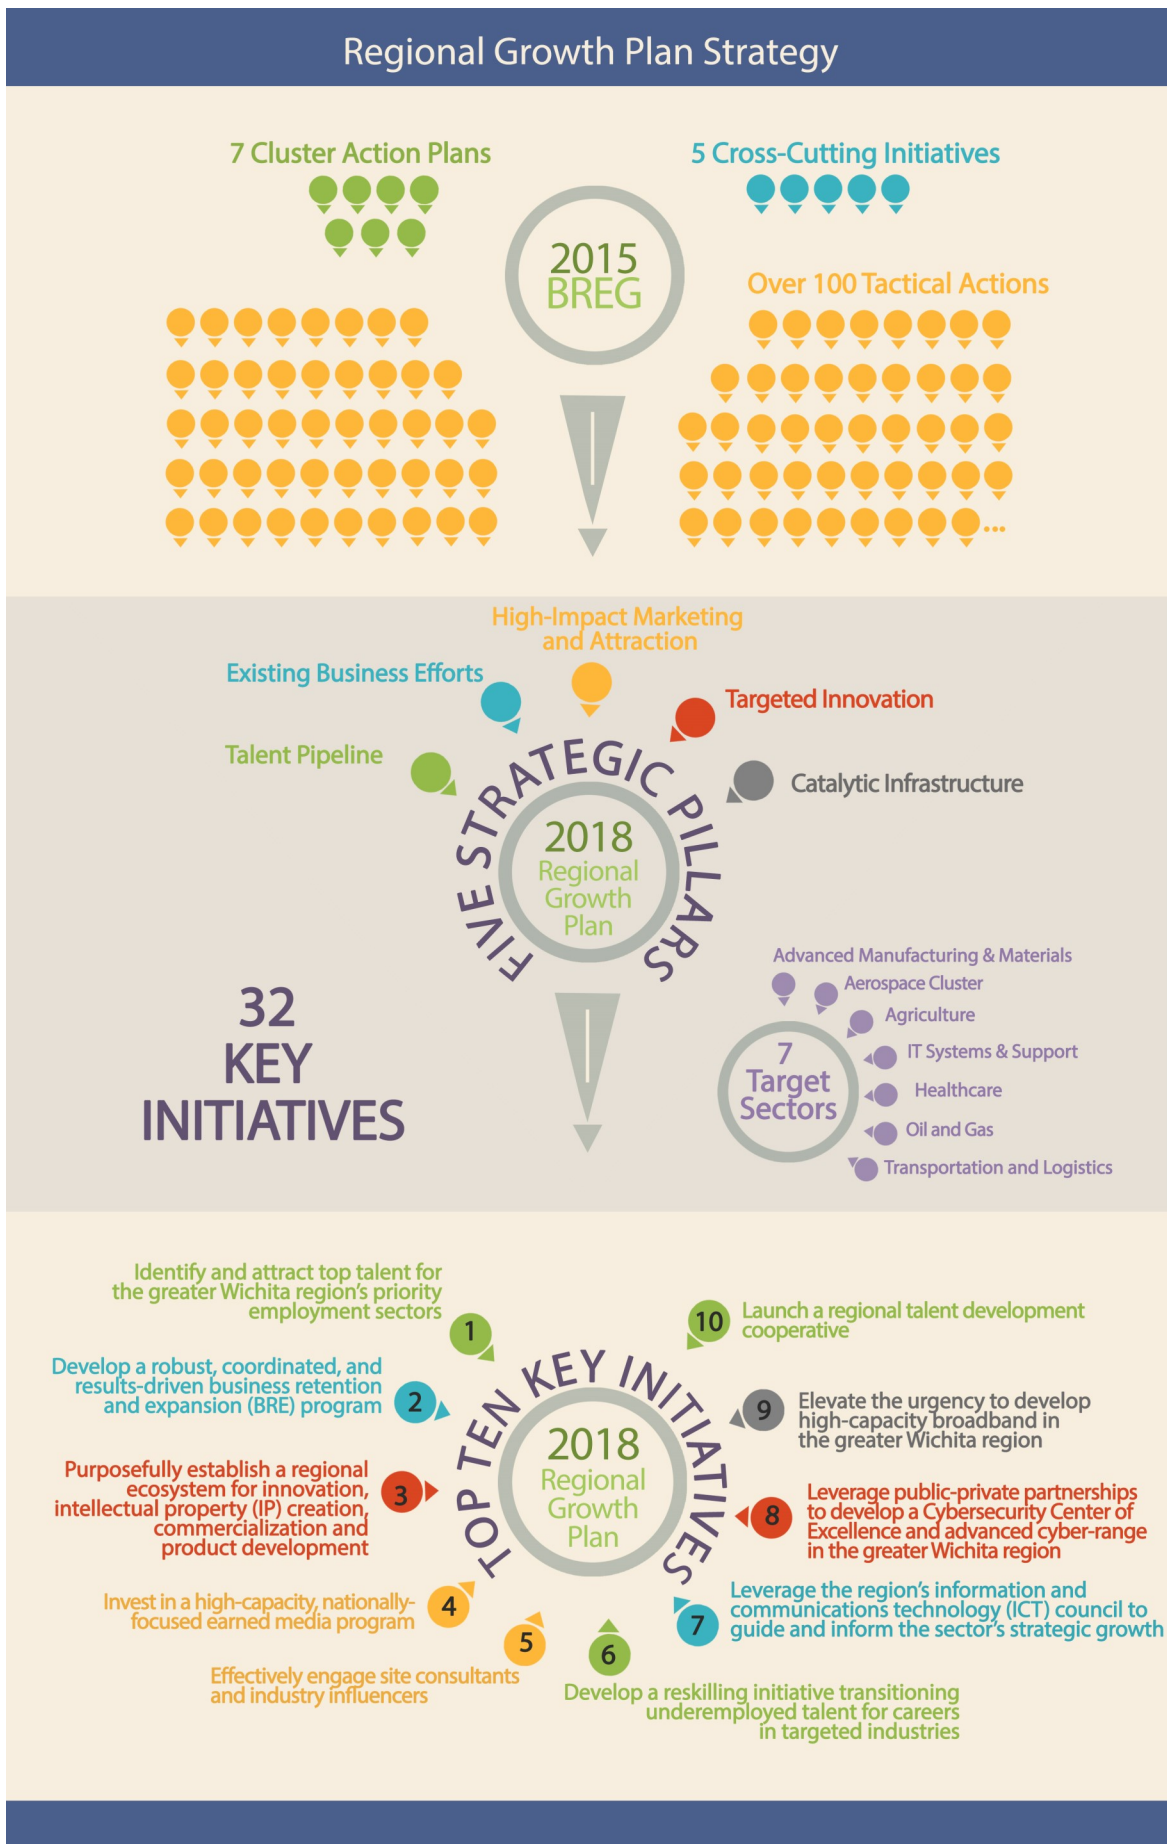 Regional Growth Plan Strategy
7 Cluster Action Plans
5 Cross-Cutting Initiatives
2015
BREG
Over 100 Tactical Actions
...
High-Impact Marketing
and Attraction
Existing Business Efforts
Targeted Innovation
Talent Pipeline
Catalytic Infrastructure
FIVE STRATEGIC PILLARS
2018
Regional
Growth
Plan
32
KEY
INITIATIVES
Advanced Manufacturing & Materials
Aerospace Cluster
Agriculture
IT Systems & Support
Healthcare
Oil and Gas
Transportation and Logistics
7
Target
Sectors
TOP TEN KEY INITIATIVES
2018
Regional
Growth
Plan
1
Identify and attract top talent for
the greater Wichita region's priority
employment sectors
2
Develop a robust, coordinated, and
results-driven business retention
and expansion (BRE) program
3
Purposefully establish a regional
ecosystem for innovation,
intellectual property (IP) creation,
commercialization and
product development
4
Invest in a high-capacity, nationally-
focused earned media program
5
Effectively engage site consultants
and industry influencers
6
Develop a reskilling initiative transitioning
underemployed talent for careers
in targeted industries
7
Leverage the region's information and
communications technology (ICT) council to
guide and inform the sector's strategic growth
8
Leverage public-private partnerships
to develop a Cybersecurity Center of
Excellence and advanced cyber-range
in the greater Wichita region
9
Elevate the urgency to develop
high-capacity broadband in
the greater Wichita region
10
Launch a regional talent development
cooperative